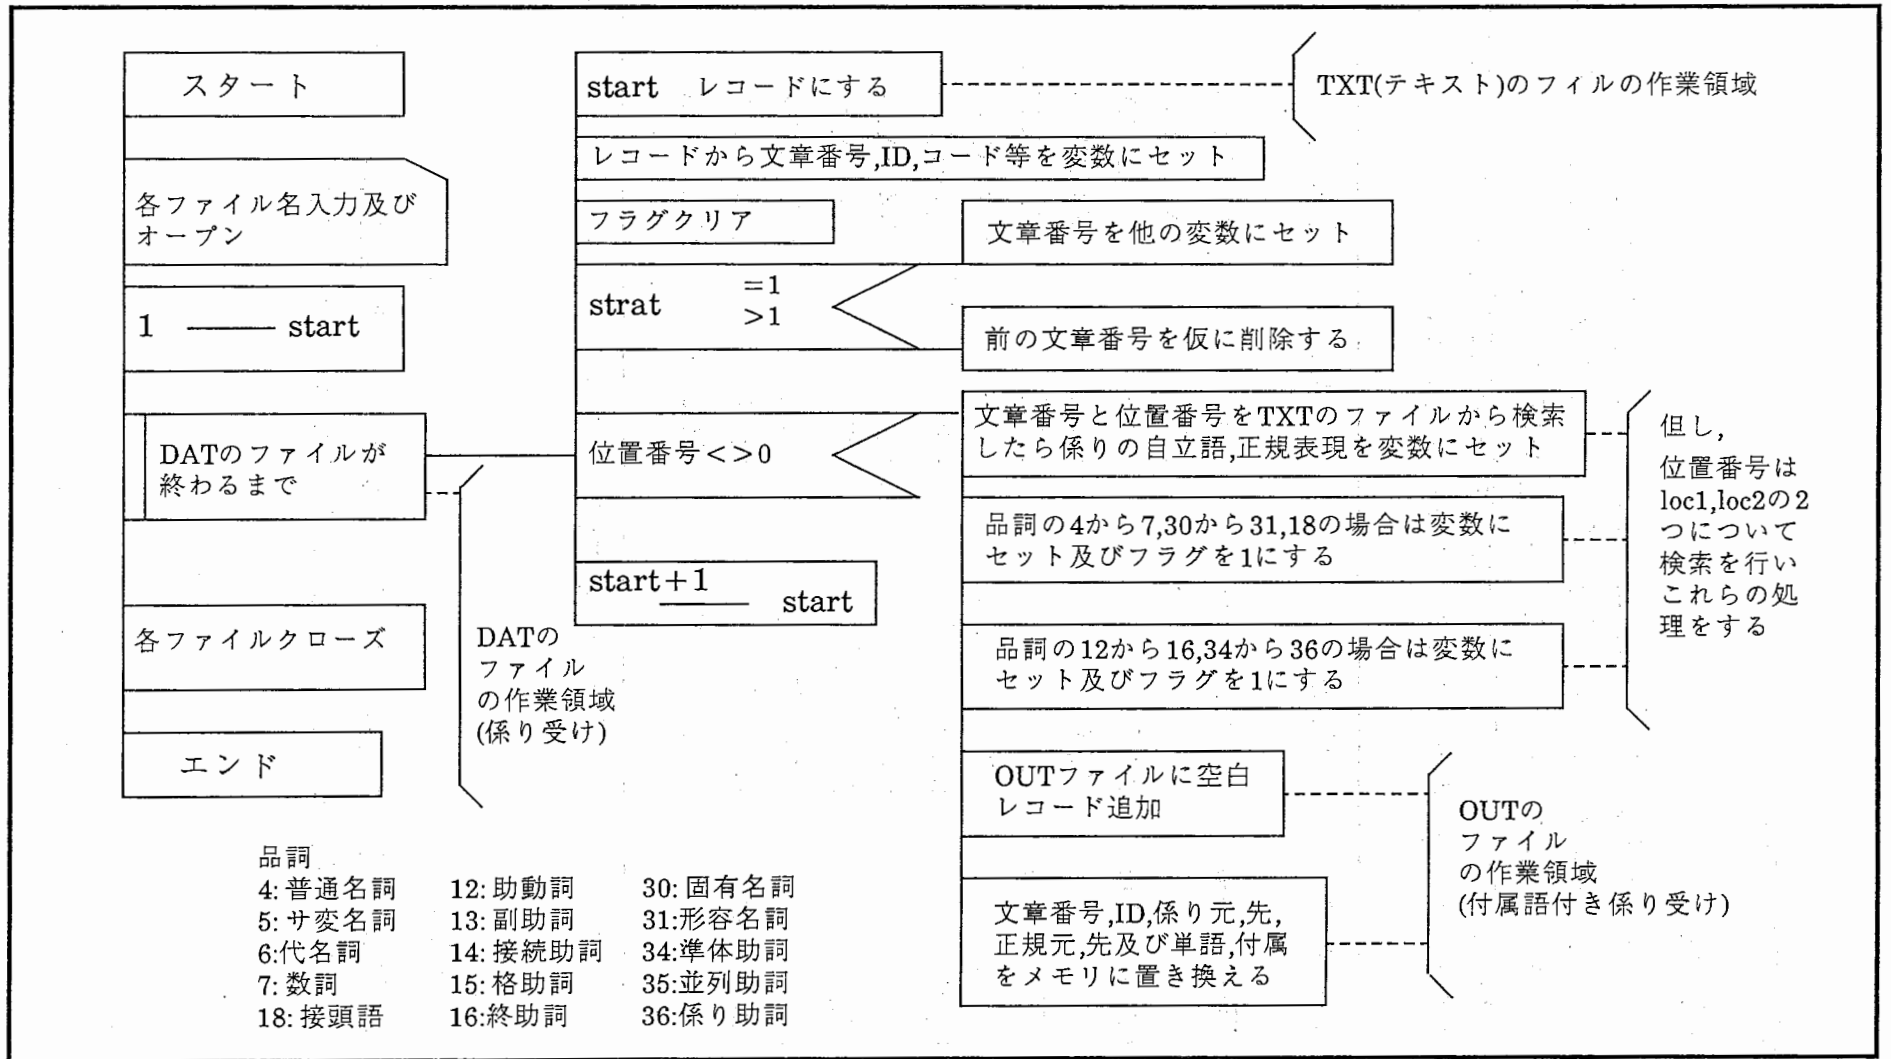 スタート
各ファイル名入力及び
オープン
1 —— start
DATのファイルが
終わるまで
各ファイルクローズ
エンド
DATの
ファイル
の作業領域
(係り受け)
start レコードにする
TXT(テキスト)のフィルの作業領域
レコードから文章番号,ID,コード等を変数にセット
フラグクリア
strat =1
>1
文章番号を他の変数にセット
前の文章番号を仮に削除する
位置番号<>0
文章番号と位置番号をTXTのファイルから検索
したら係りの自立語,正規表現を変数にセット
品詞の4から7,30から31,18の場合は変数に
セット及びフラグを1にする
品詞の12から16,34から36の場合は変数に
セット及びフラグを1にする
但し,
位置番号は
loc1,loc2の2
つについて
検索を行い
これらの処
理をする
start+1
—— start
OUTファイルに空白
レコード追加
文章番号,ID,係り元,先,
正規元,先及び単語,付属
をメモリに置き換える
OUTの
ファイル
の作業領域
(付属語付き係り受け)
品詞
4:普通名詞 12:助動詞 30:固有名詞
5:サ変名詞 13:副助詞 31:形容名詞
6:代名詞 14:接続助詞 34:準体助詞
7:数詞 15:格助詞 35:並列助詞
18:接頭語 16:終助詞 36:係り助詞